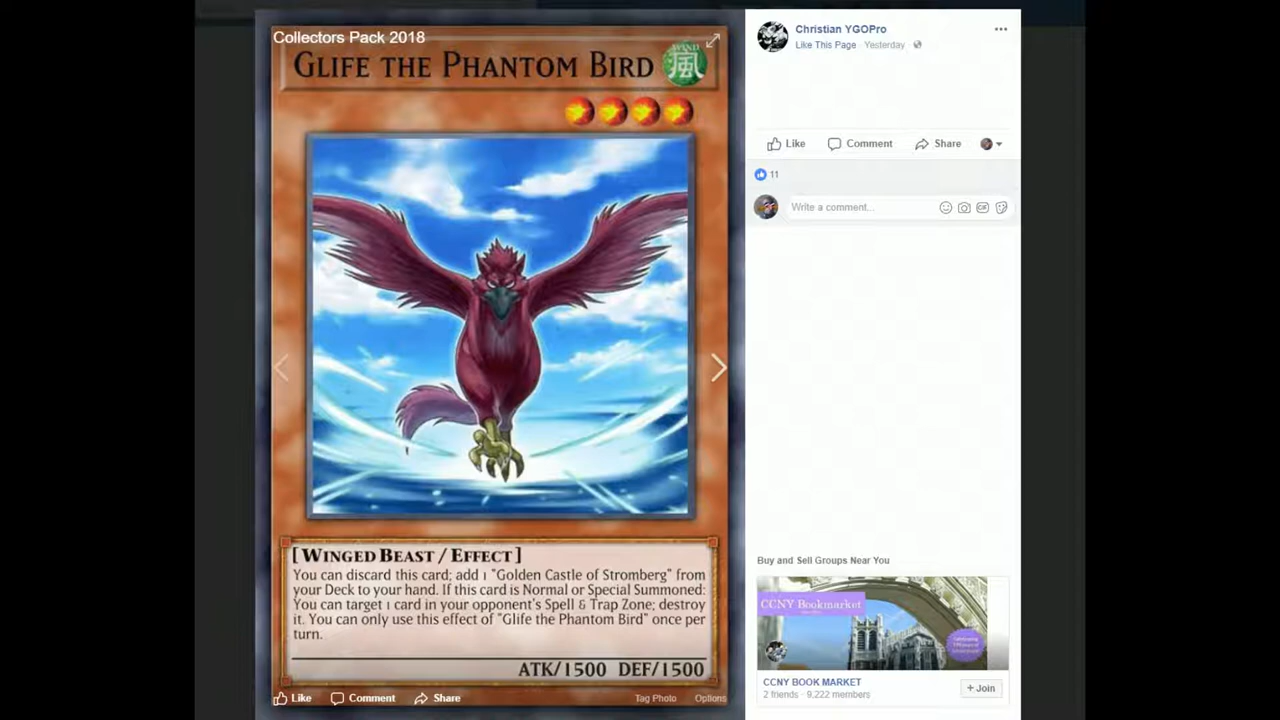 Collectors Pack 2018
GLIFE THE PHANTOM BIRD
WIND
風
[ WINGED BEAST / EFFECT ]
You can discard this card; add 1 "Golden Castle of Stromberg" from
your Deck to your hand. If this card is Normal or Special Summoned:
You can target 1 card in your opponent's Spell & Trap Zone; destroy
it. You can only use this effect of "Glife the Phantom Bird" once per
turn.
ATK/1500 DEF/1500
Like Comment Share
Tag Photo Options
Christian YGOPro
Like This Page Yesterday
Like Comment Share
11
Write a comment...
GIF
Buy and Sell Groups Near You
CCNY Bookmarket
CCNY BOOK MARKET
2 friends · 9,222 members
+ Join